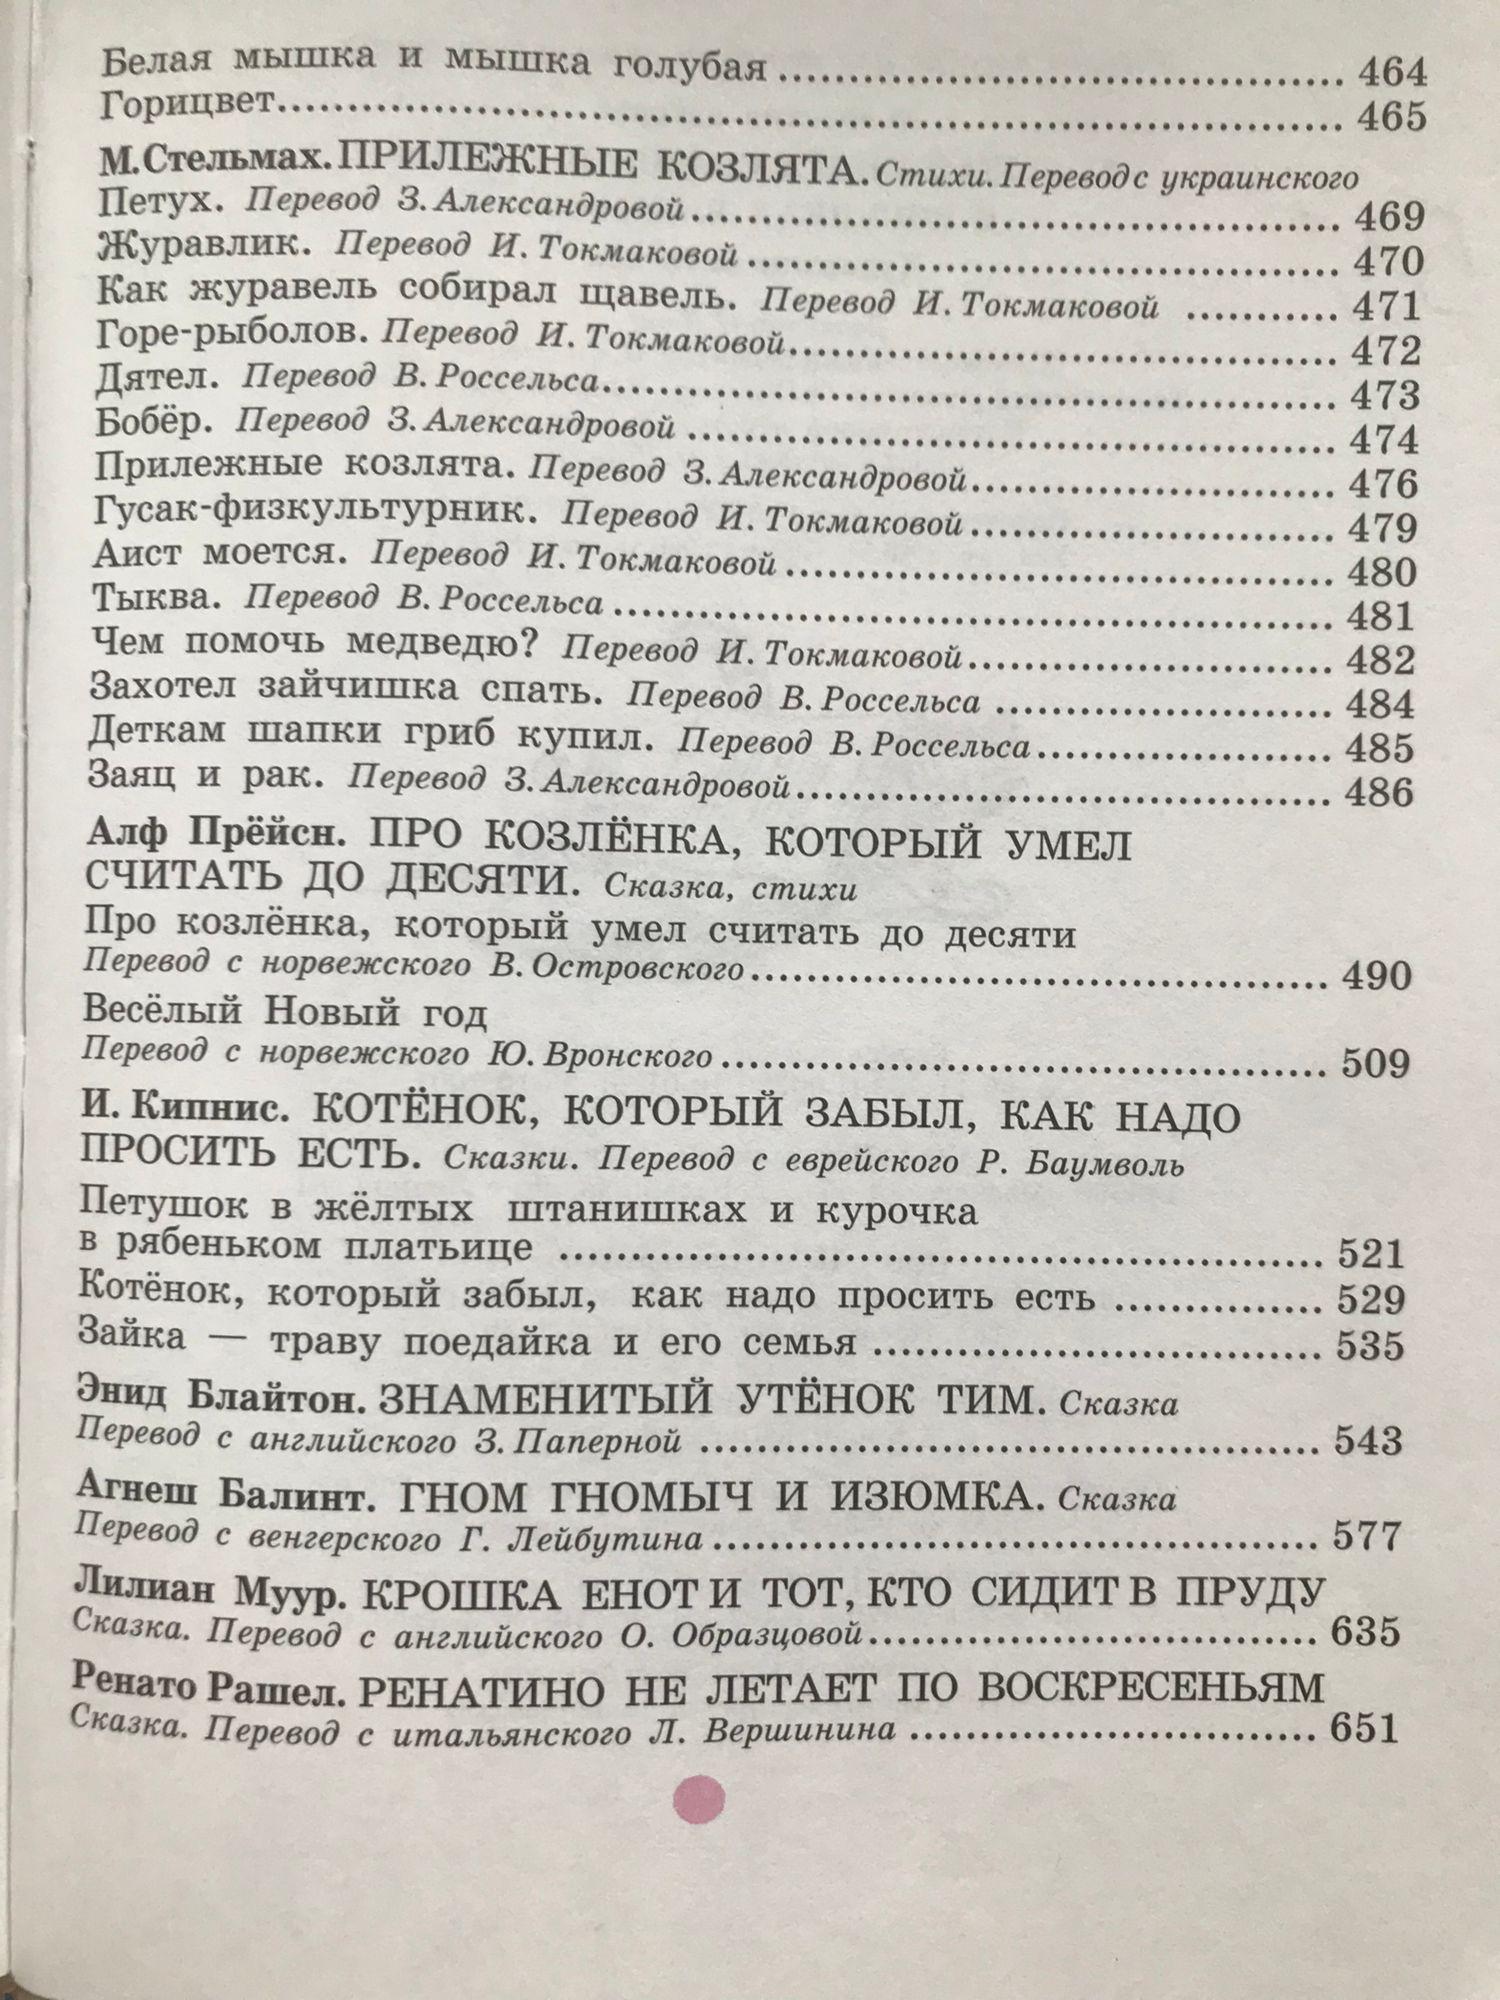 Белая мышка и мышка голубая ........................................ 464
Горицвет........................................................................... 465
М.Стельмах. ПРИЛЕЖНЫЕ КОЗЛЯТА. Стихи. Перевод с украинского
Петух. Перевод З. Александровой.............................................. 469
Журавлик. Перевод И. Токмаковой .......................................... 470
Как журавель собирал щавель. Перевод И. Токмаковой ........... 471
Горе-рыболов. Перевод И. Токмаковой....................................... 472
Дятел. Перевод В. Россельса.................................................... 473
Бобёр. Перевод З. Александровой .............................................. 474
Прилежные козлята. Перевод З. Александровой.......................... 476
Гусак-физкультурник. Перевод И. Токмаковой.......................... 479
Аист моется. Перевод И. Токмаковой ....................................... 480
Тыква. Перевод В. Россельса ................................................... 481
Чем помочь медведю? Перевод И. Токмаковой.......................... 482
Захотел зайчишка спать. Перевод В. Россельса ........................ 484
Деткам шапки гриб купил. Перевод В. Россельса..................... 485
Заяц и рак. Перевод З. Александровой...................................... 486
Алф Прёйсн. ПРО КОЗЛЁНКА, КОТОРЫЙ УМЕЛ
СЧИТАТЬ ДО ДЕСЯТИ. Сказка, стихи
Про козлёнка, который умел считать до десяти
Перевод с норвежского В. Островского......................................... 490
Весёлый Новый год
Перевод с норвежского Ю. Вронского........................................... 509
И. Кипнис. КОТЁНОК, КОТОРЫЙ ЗАБЫЛ, КАК НАДО
ПРОСИТЬ ЕСТЬ. Сказки. Перевод с еврейского Р. Баумволь
Петушок в жёлтых штанишках и курочка
в рябеньком платьице ...................................................... 521
Котёнок, который забыл, как надо просить есть ............... 529
Зайка — траву поедайка и его семья ................................ 535
Энид Блайтон. ЗНАМЕНИТЫЙ УТЁНОК ТИМ. Сказка
Перевод с английского З. Паперной ............................................ 543
Агнеш Балинт. ГНОМ ГНОМЫЧ И ИЗЮМКА. Сказка
Перевод с венгерского Г. Лейбутина........................................... 577
Лилиан Муур. КРОШКА ЕНОТ И ТОТ, КТО СИДИТ В ПРУДУ
Сказка. Перевод с английского О. Образцовой................................ 635
Ренато Рашел. РЕНАТИНО НЕ ЛЕТАЕТ ПО ВОСКРЕСЕНЬЯМ
Сказка. Перевод с итальянского Л. Вершинина ............................. 651